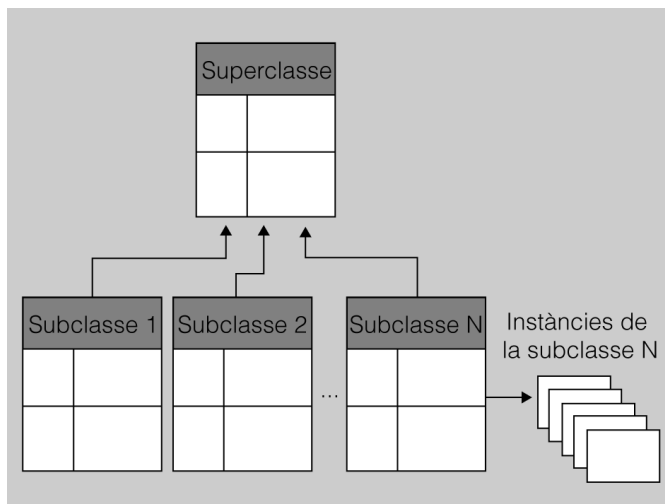 Superclasse
Subclasse 1
Subclasse 2
Subclasse N
Instàncies de
la subclasse N
...